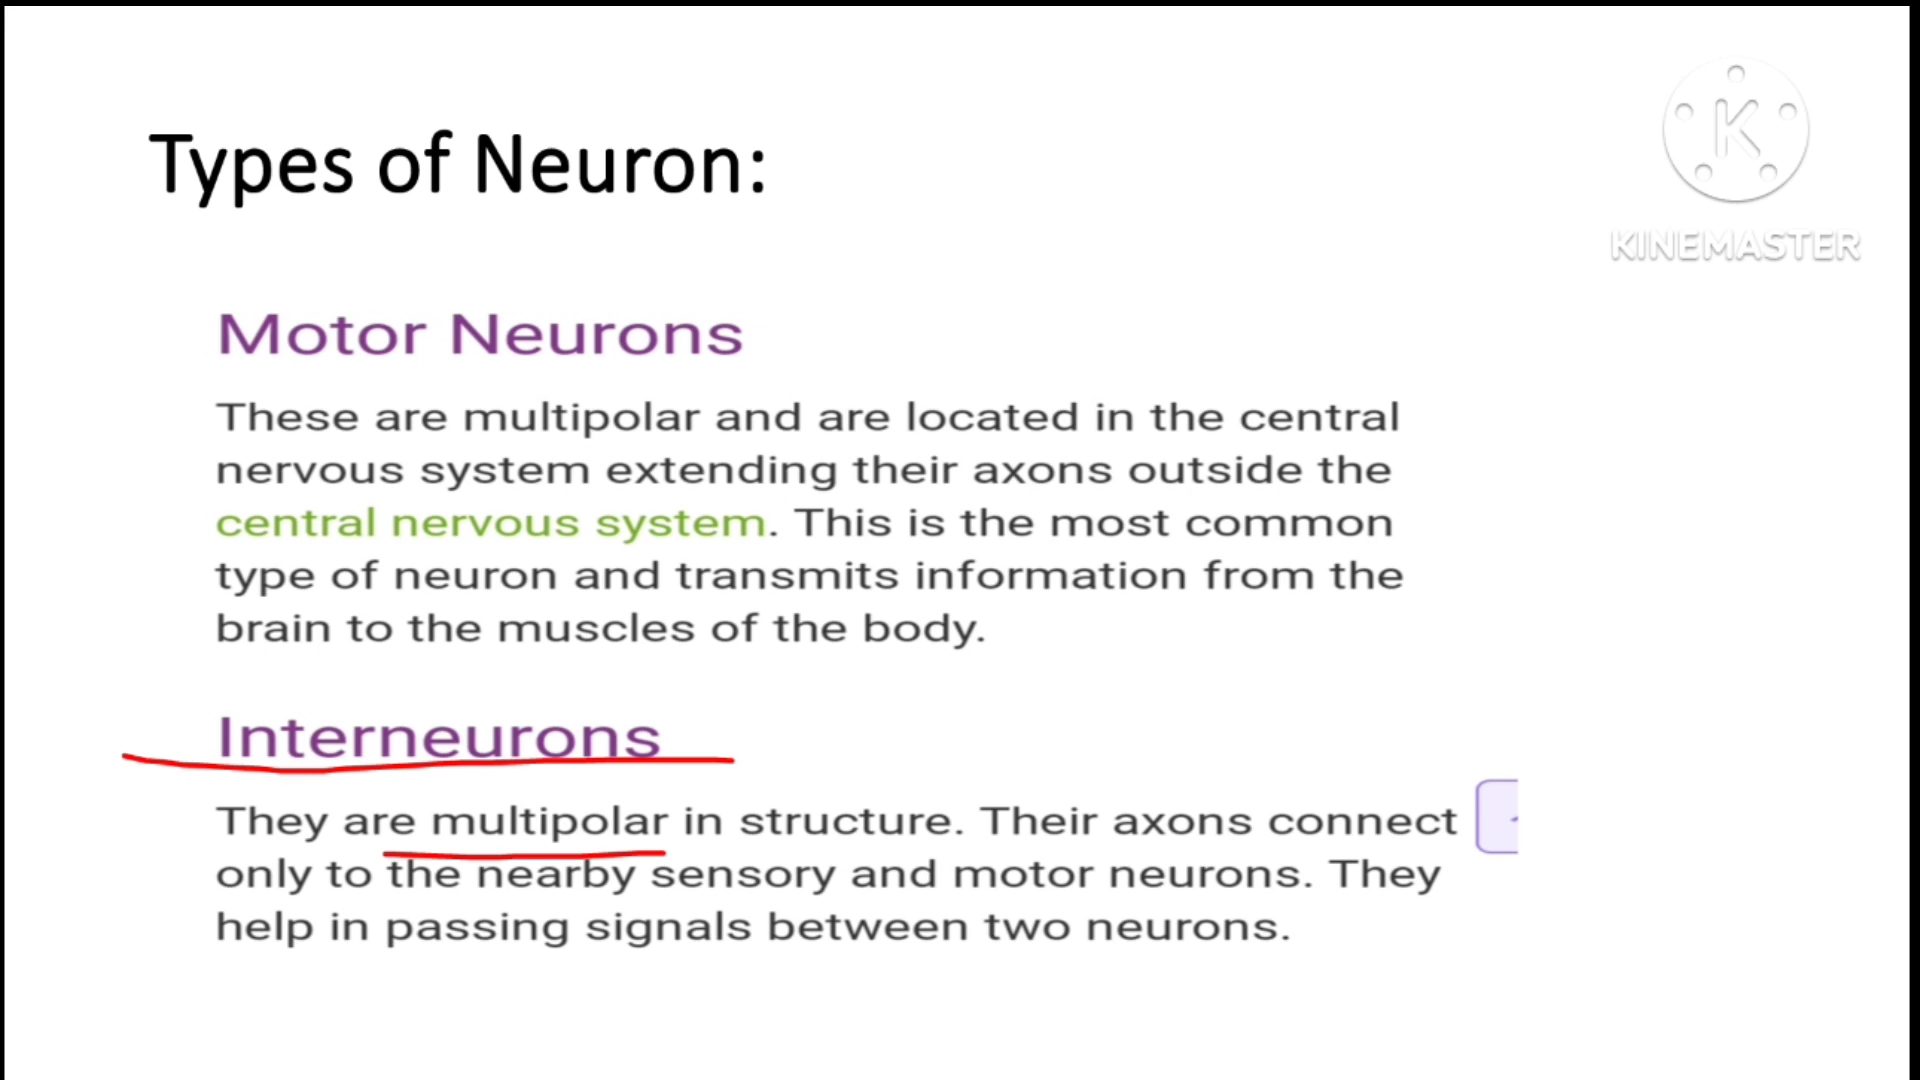 Types of Neuron:
K
KINEMASTER
Motor Neurons
These are multipolar and are located in the central
nervous system extending their axons outside the
central nervous system. This is the most common
type of neuron and transmits information from the
brain to the muscles of the body.
Interneurons
They are multipolar in structure. Their axons connect
only to the nearby sensory and motor neurons. They
help in passing signals between two neurons.